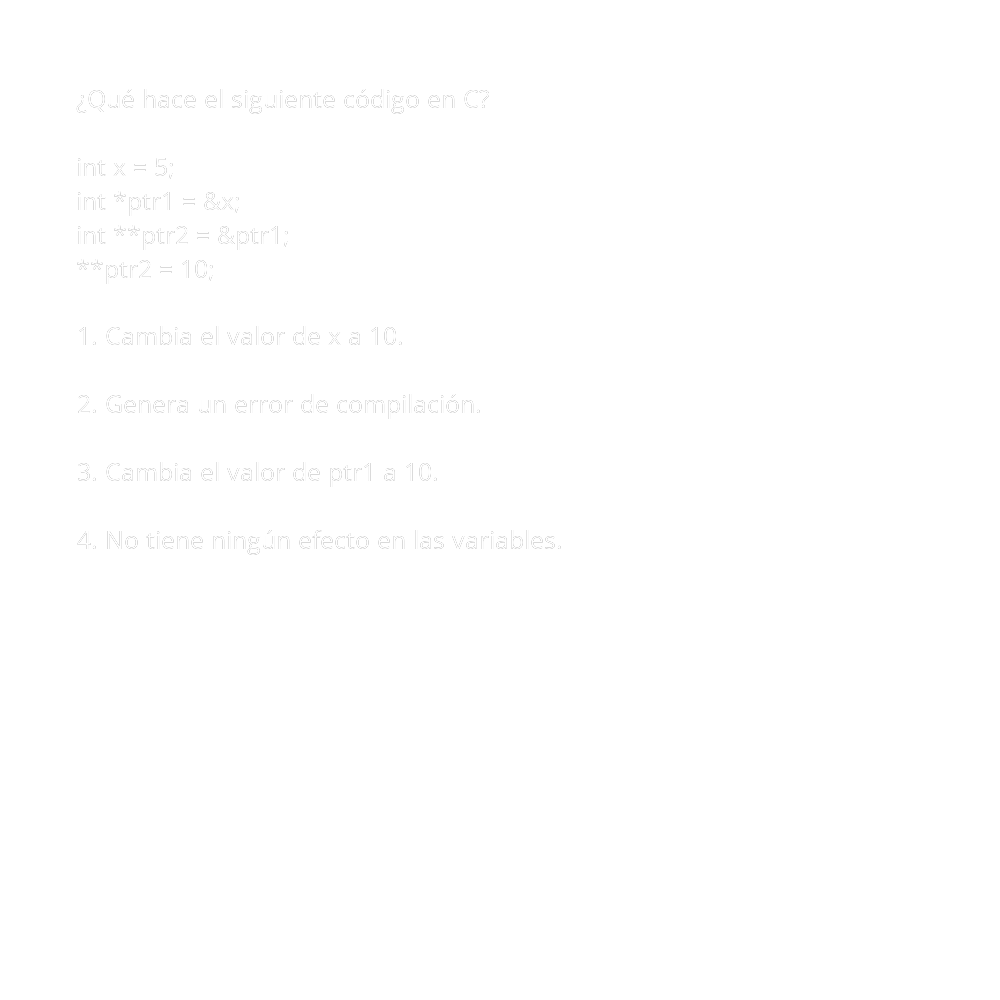 ¿Qué hace el siguiente código en C?
int x = 5;
int *ptr1 = &x;
int **ptr2 = &ptr1;
**ptr2 = 10;
1. Cambia el valor de x a 10.
2. Genera un error de compilación.
3. Cambia el valor de ptr1 a 10.
4. No tiene ningún efecto en las variables.